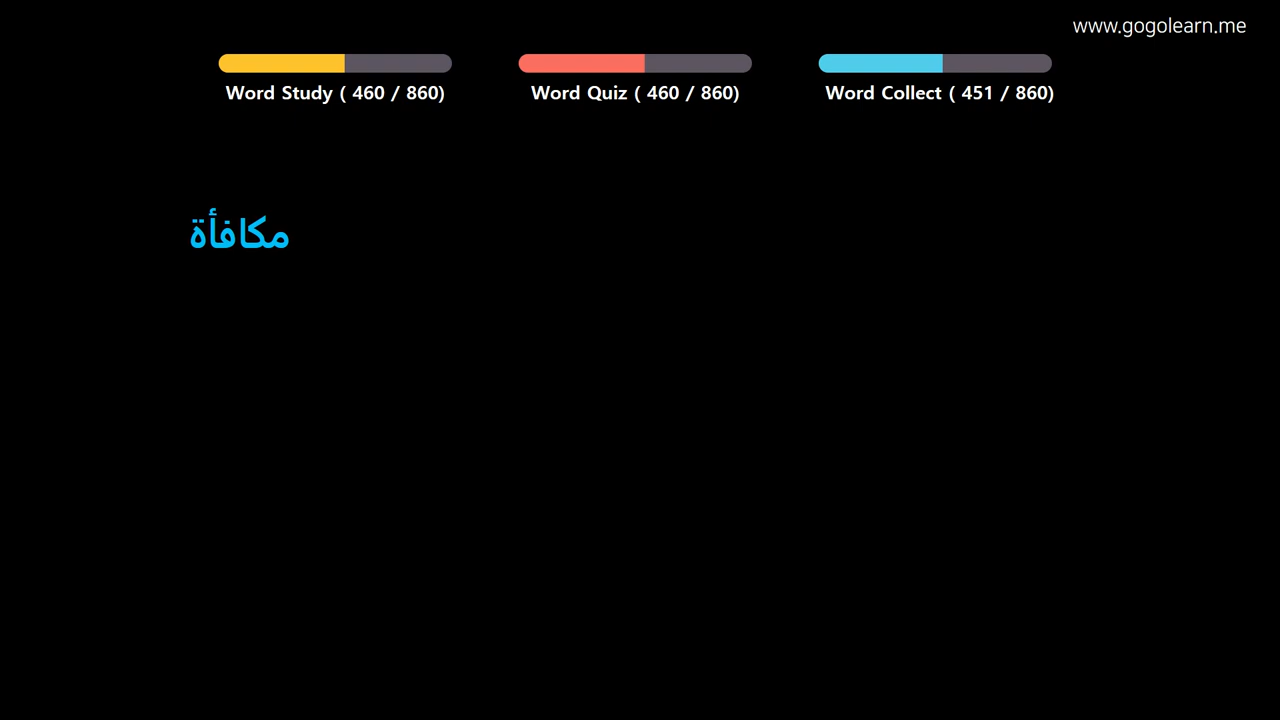 www.gogolearn.me
Word Study ( 460 / 860)
Word Quiz ( 460 / 860)
Word Collect ( 451 / 860)
مكافأة